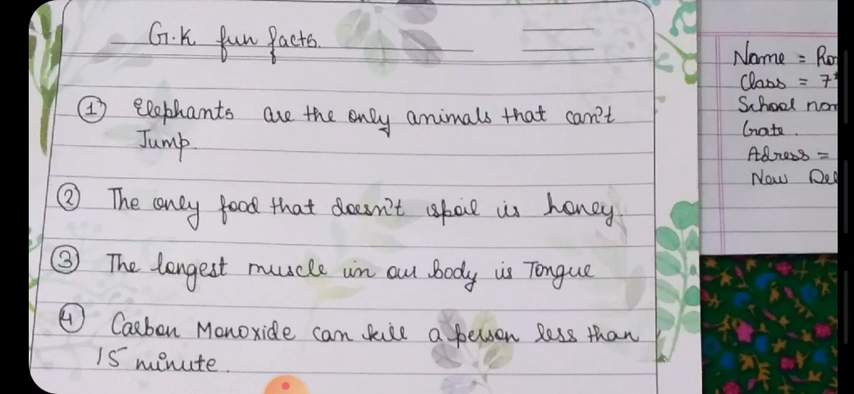 G.K fun facts.
① Elephants are the only animals that can't
Jump.
② The only food that doesn't spoil is honey.
③ The longest muscle in our body is Tongue
④ Carbon Monoxide can kill a person less than
15 minute.
Name =
Class = 7
School
Gate.
Adress =
New